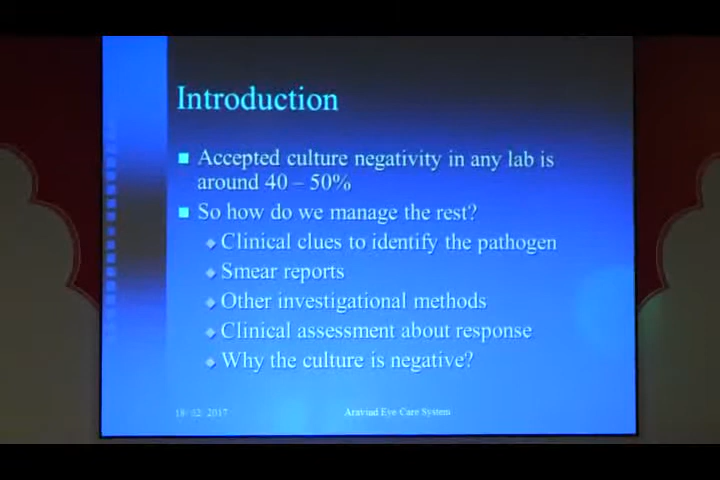 Introduction
Accepted culture negativity in any lab is
around 40 – 50%
So how do we manage the rest?
Clinical clues to identify the pathogen
Smear reports
Other investigational methods
Clinical assessment about response
Why the culture is negative?
18/ 02/ 2017
Aravind Eye Care System